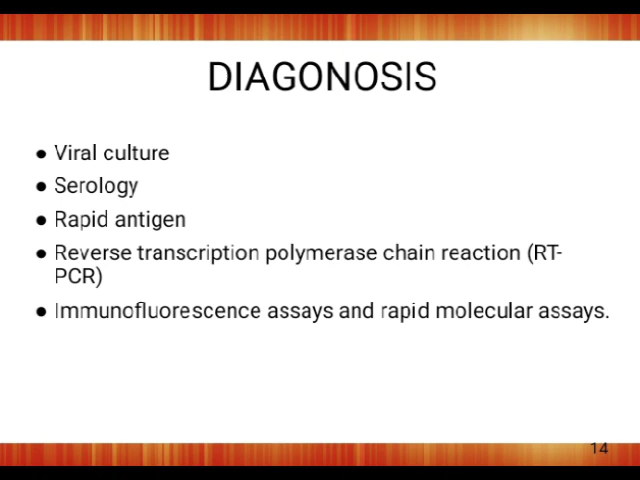 DIAGONOSIS
● Viral culture
● Serology
● Rapid antigen
● Reverse transcription polymerase chain reaction (RT-
PCR)
● Immunofluorescence assays and rapid molecular assays.
14